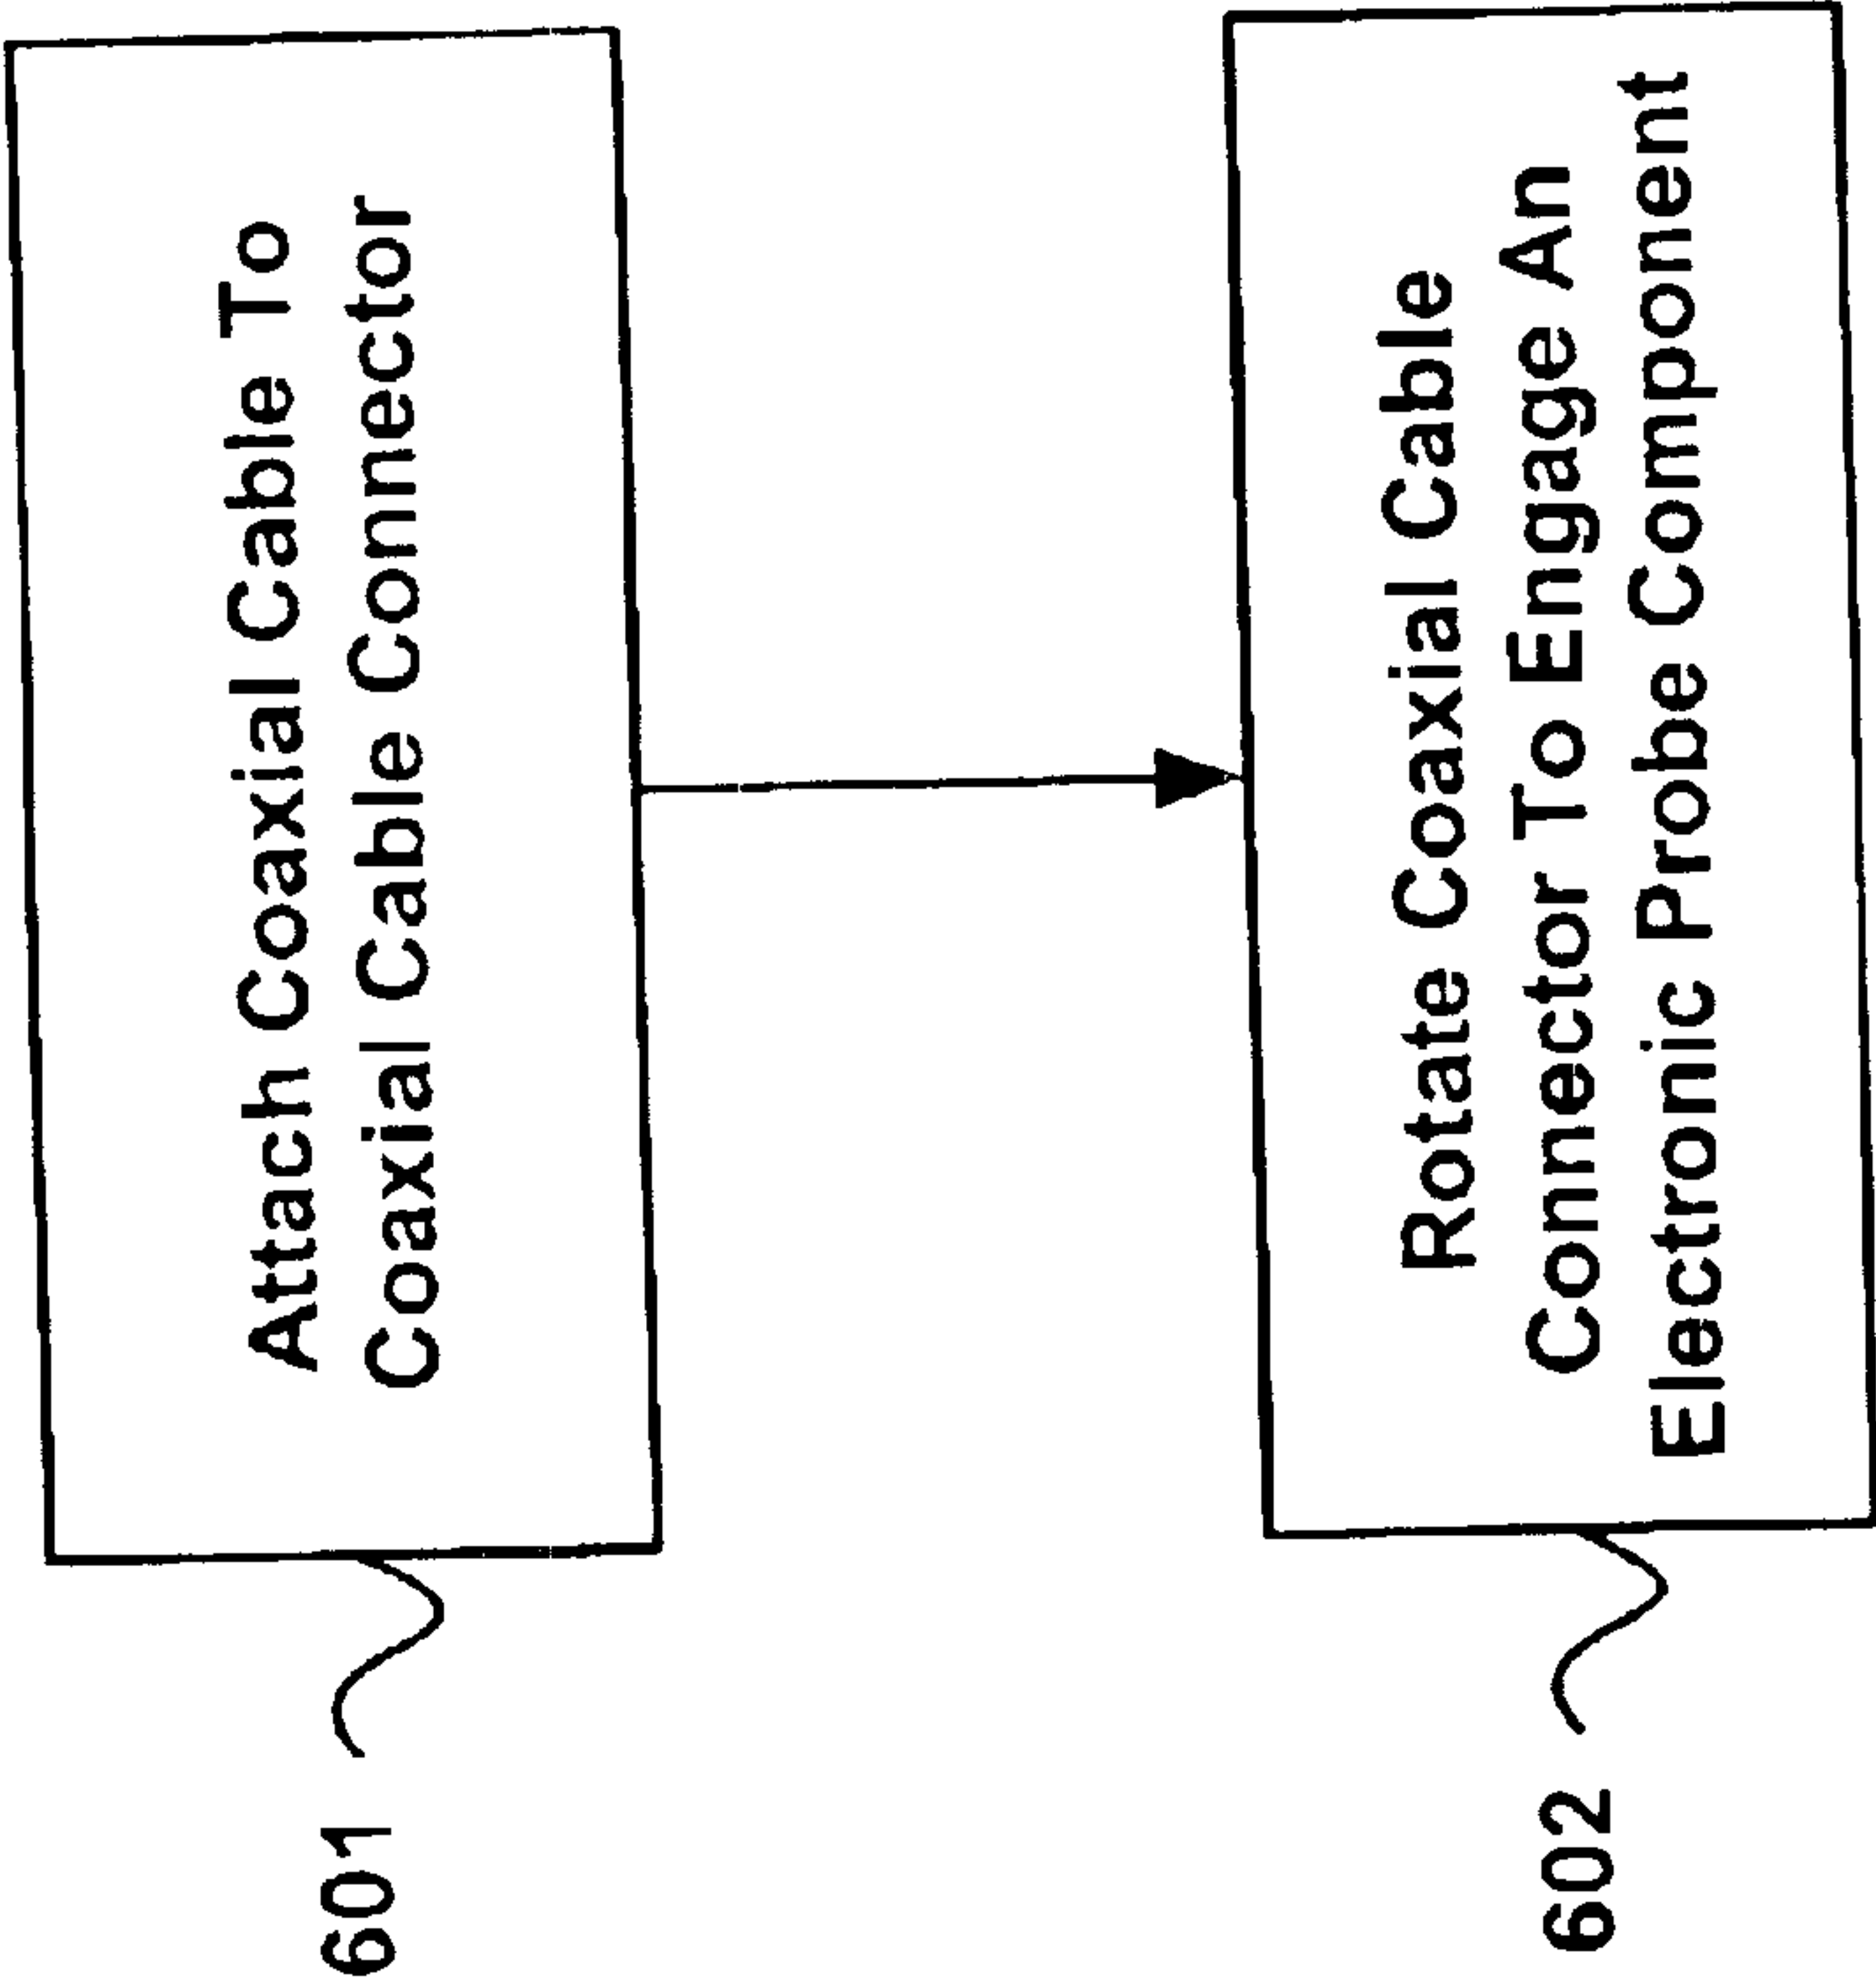 601
Attach Coaxial Cable To
Coaxial Cable Connector
602
Rotate Coaxial Cable
Connector To Engage An
Electronic Probe Component